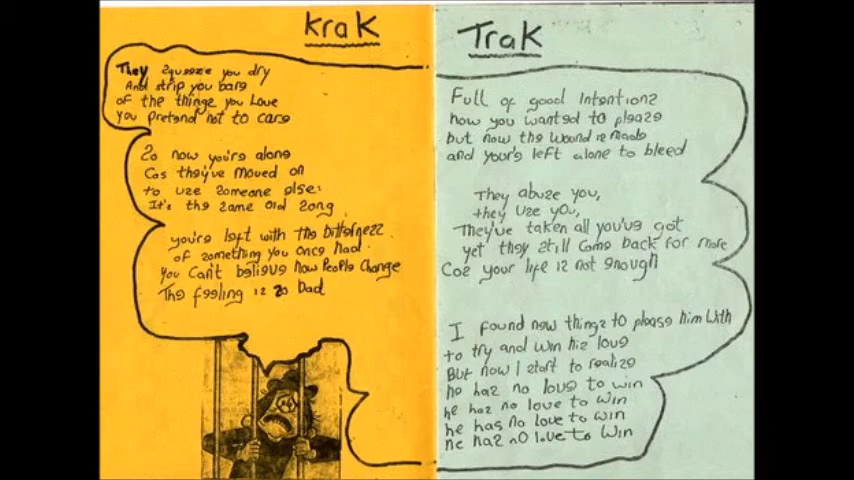 Krak
They squeeze you dry
And strip you bare
of the things you Love
you pretend not to care
So now you're alone
Cos they've moved on
to use someone else:
It's the same old song
you're left with the bitterness
of something you once had
you Can't believe how People Change
The feeling is so bad
Trak
Full of good Intentions
how you wanted to please
but now the wound is made
and your's left alone to bleed
They abuse you,
they use you,
They've taken all you've got
yet they still come back for more
Cos your life is not enough
I found new things to please him with
to try and win his love
But now I start to realize
he has no love to win
he has no love to win
he has no love to win
he has no love to win